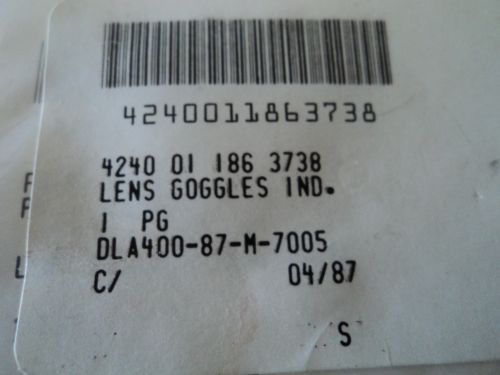 4240011863738
4240 01 186 3738
LENS GOGGLES IND.
1 PG
DLA400-87-M-7005
C/ 04/87
S